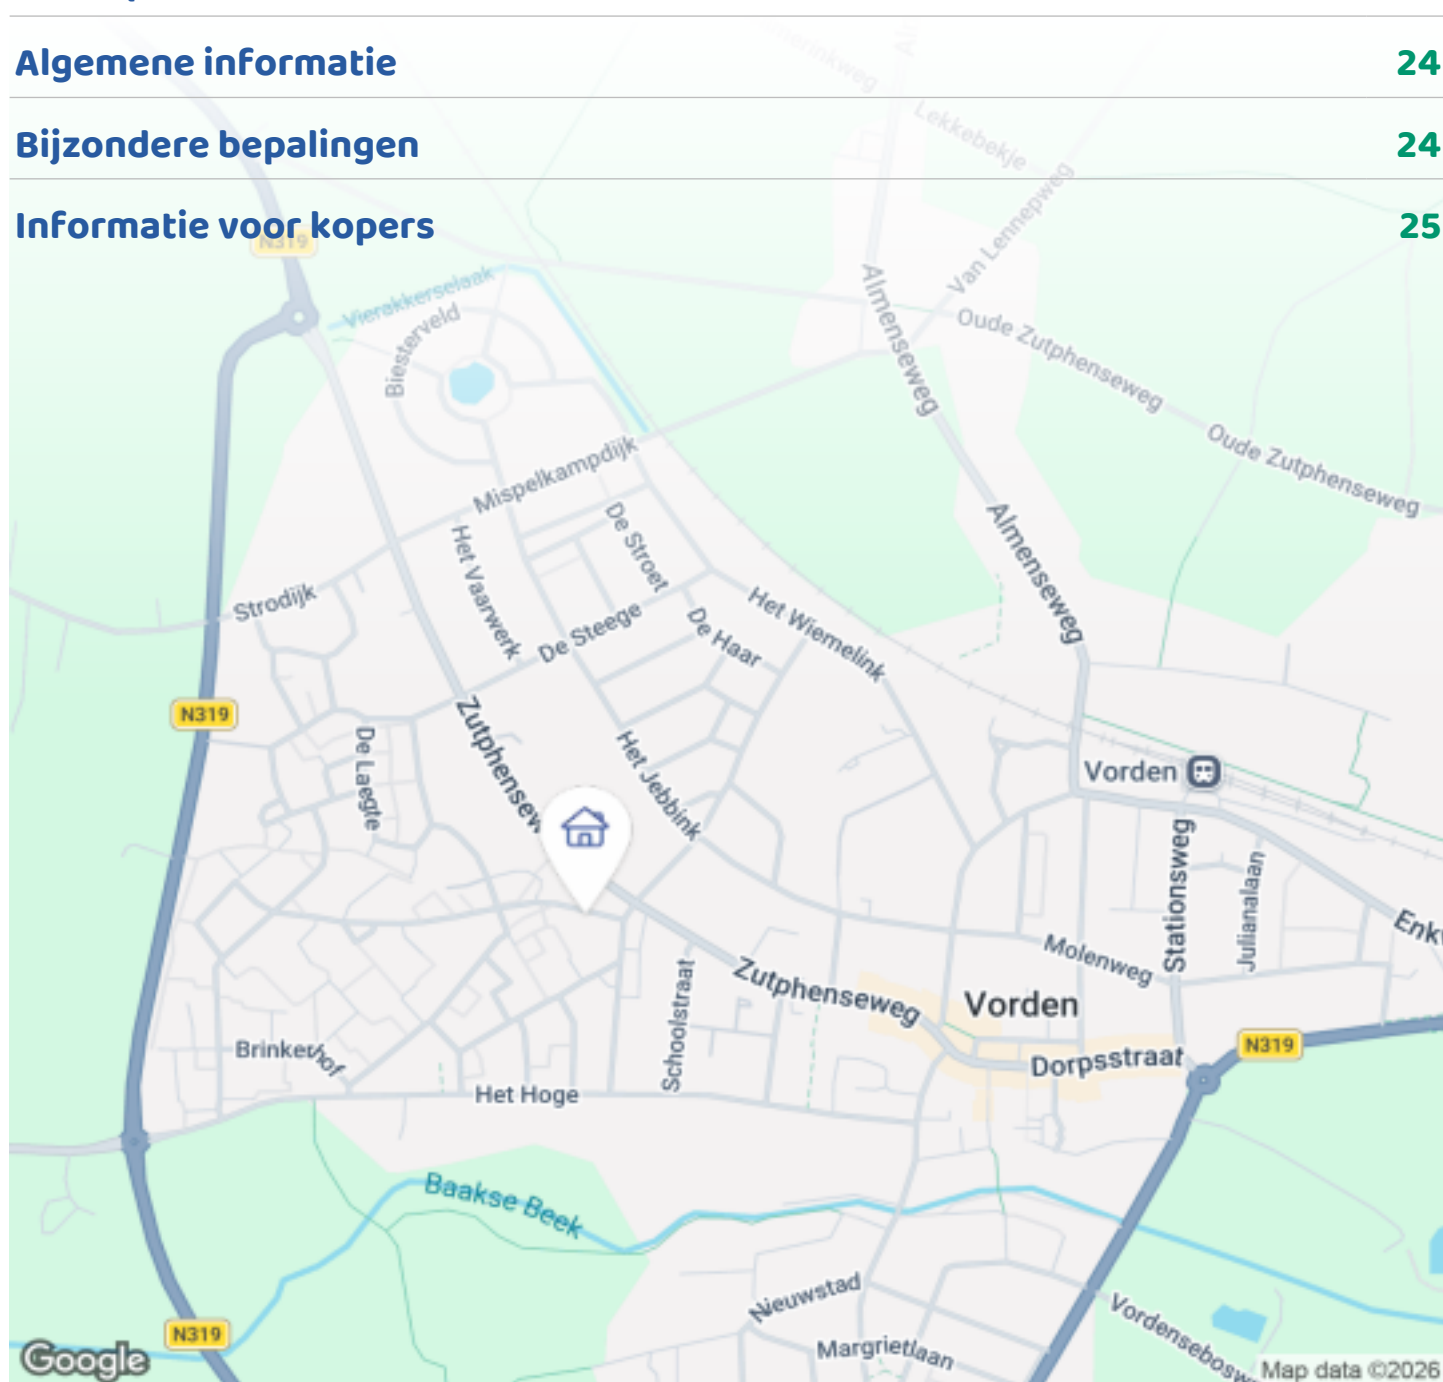 Algemene informatie 24
Bijzondere bepalingen 24
Informatie voor kopers 25
Lekkebekje
Van Lennepweg
N319
Vierakkerselaak
Biesterveld
Almenseweg
Oude Zutphenseweg
Oude Zutphenseweg
Mispelkampdijk
De Stroet
Almenseweg
Het Vaarwerk
Strodijk
De Steege
De Haar
Het Wiemelink
N319
Zutphensew
De Laegte
Het Jebbink
Vorden
Stationsweg
Julianalaan
Enkw
Molenweg
Zutphenseweg
Schoolstraat
Vorden
Brinkerhof
Dorpsstraat
N319
Het Hoge
Baakse Beek
Nieuwstad
Vordensebosw
N319
Margrietlaan
Google
Map data ©2026